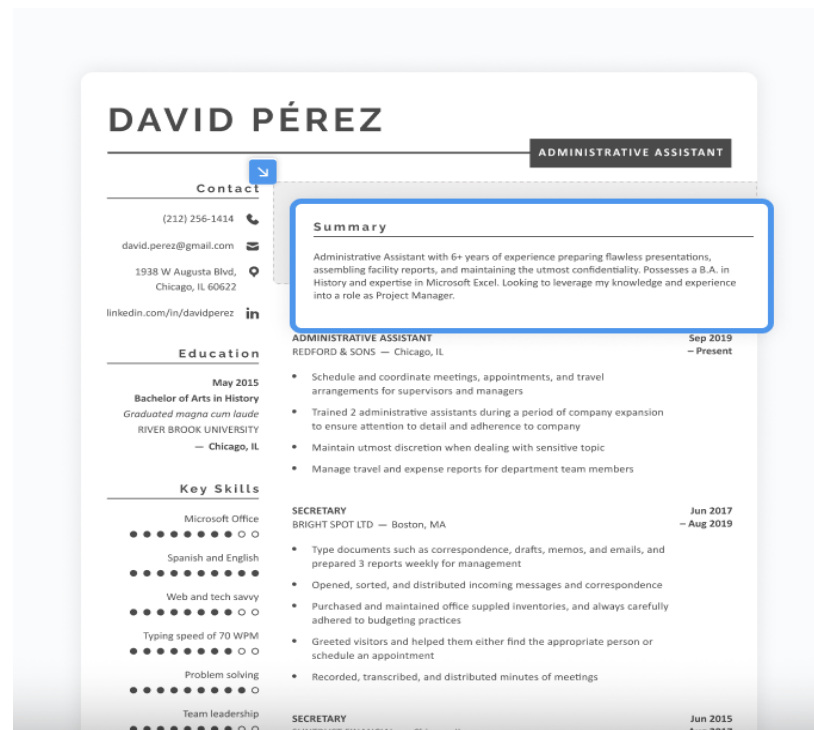 DAVID PÉREZ
ADMINISTRATIVE ASSISTANT
Contact
(212) 256-1414
david.perez@gmail.com
1938 W Augusta Blvd,
Chicago, IL 60622
linkedin.com/in/davidperez
in
Education
May 2015
Bachelor of Arts in History
Graduated magna cum laude
RIVER BROOK UNIVERSITY
— Chicago, IL
Key Skills
Microsoft Office
Spanish and English
Web and tech savvy
Typing speed of 70 WPM
Problem solving
Team leadership
Summary
Administrative Assistant with 6+ years of experience preparing flawless presentations,
assembling facility reports, and maintaining the utmost confidentiality. Possesses a B.A. in
History and expertise in Microsoft Excel. Looking to leverage my knowledge and experience
into a role as Project Manager.
ADMINISTRATIVE ASSISTANT Sep 2019
REDFORD & SONS — Chicago, IL – Present
• Schedule and coordinate meetings, appointments, and travel
arrangements for supervisors and managers
• Trained 2 administrative assistants during a period of company expansion
to ensure attention to detail and adherence to company
• Maintain utmost discretion when dealing with sensitive topic
• Manage travel and expense reports for department team members
SECRETARY Jun 2017
BRIGHT SPOT LTD — Boston, MA – Aug 2019
• Type documents such as correspondence, drafts, memos, and emails, and
prepared 3 reports weekly for management
• Opened, sorted, and distributed incoming messages and correspondence
• Purchased and maintained office suppled inventories, and always carefully
adhered to budgeting practices
• Greeted visitors and helped them either find the appropriate person or
schedule an appointment
• Recorded, transcribed, and distributed minutes of meetings
SECRETARY Jun 2015